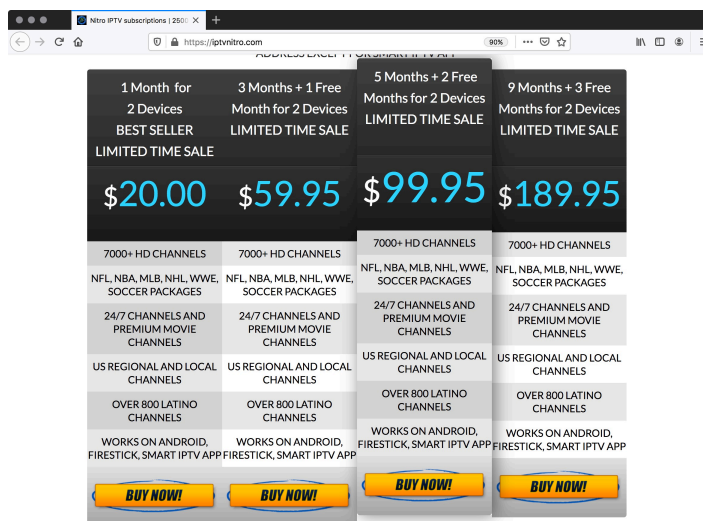 Nitro IPTV subscriptions | 2500
https://iptvnitro.com
90%
ADDRESS EXCEPT FOR SMART IPTV APP
1 Month for
2 Devices
BEST SELLER
LIMITED TIME SALE
$20.00
7000+ HD CHANNELS
NFL, NBA, MLB, NHL, WWE,
SOCCER PACKAGES
24/7 CHANNELS AND
PREMIUM MOVIE
CHANNELS
US REGIONAL AND LOCAL
CHANNELS
OVER 800 LATINO
CHANNELS
WORKS ON ANDROID,
FIRESTICK, SMART IPTV APP
BUY NOW!
3 Months + 1 Free
Month for 2 Devices
LIMITED TIME SALE
$59.95
7000+ HD CHANNELS
NFL, NBA, MLB, NHL, WWE,
SOCCER PACKAGES
24/7 CHANNELS AND
PREMIUM MOVIE
CHANNELS
US REGIONAL AND LOCAL
CHANNELS
OVER 800 LATINO
CHANNELS
WORKS ON ANDROID,
FIRESTICK, SMART IPTV APP
BUY NOW!
5 Months + 2 Free
Months for 2 Devices
LIMITED TIME SALE
$99.95
7000+ HD CHANNELS
NFL, NBA, MLB, NHL, WWE,
SOCCER PACKAGES
24/7 CHANNELS AND
PREMIUM MOVIE
CHANNELS
US REGIONAL AND LOCAL
CHANNELS
OVER 800 LATINO
CHANNELS
WORKS ON ANDROID,
FIRESTICK, SMART IPTV APP
BUY NOW!
9 Months + 3 Free
Months for 2 Devices
LIMITED TIME SALE
$189.95
7000+ HD CHANNELS
NFL, NBA, MLB, NHL, WWE,
SOCCER PACKAGES
24/7 CHANNELS AND
PREMIUM MOVIE
CHANNELS
US REGIONAL AND LOCAL
CHANNELS
OVER 800 LATINO
CHANNELS
WORKS ON ANDROID,
FIRESTICK, SMART IPTV APP
BUY NOW!